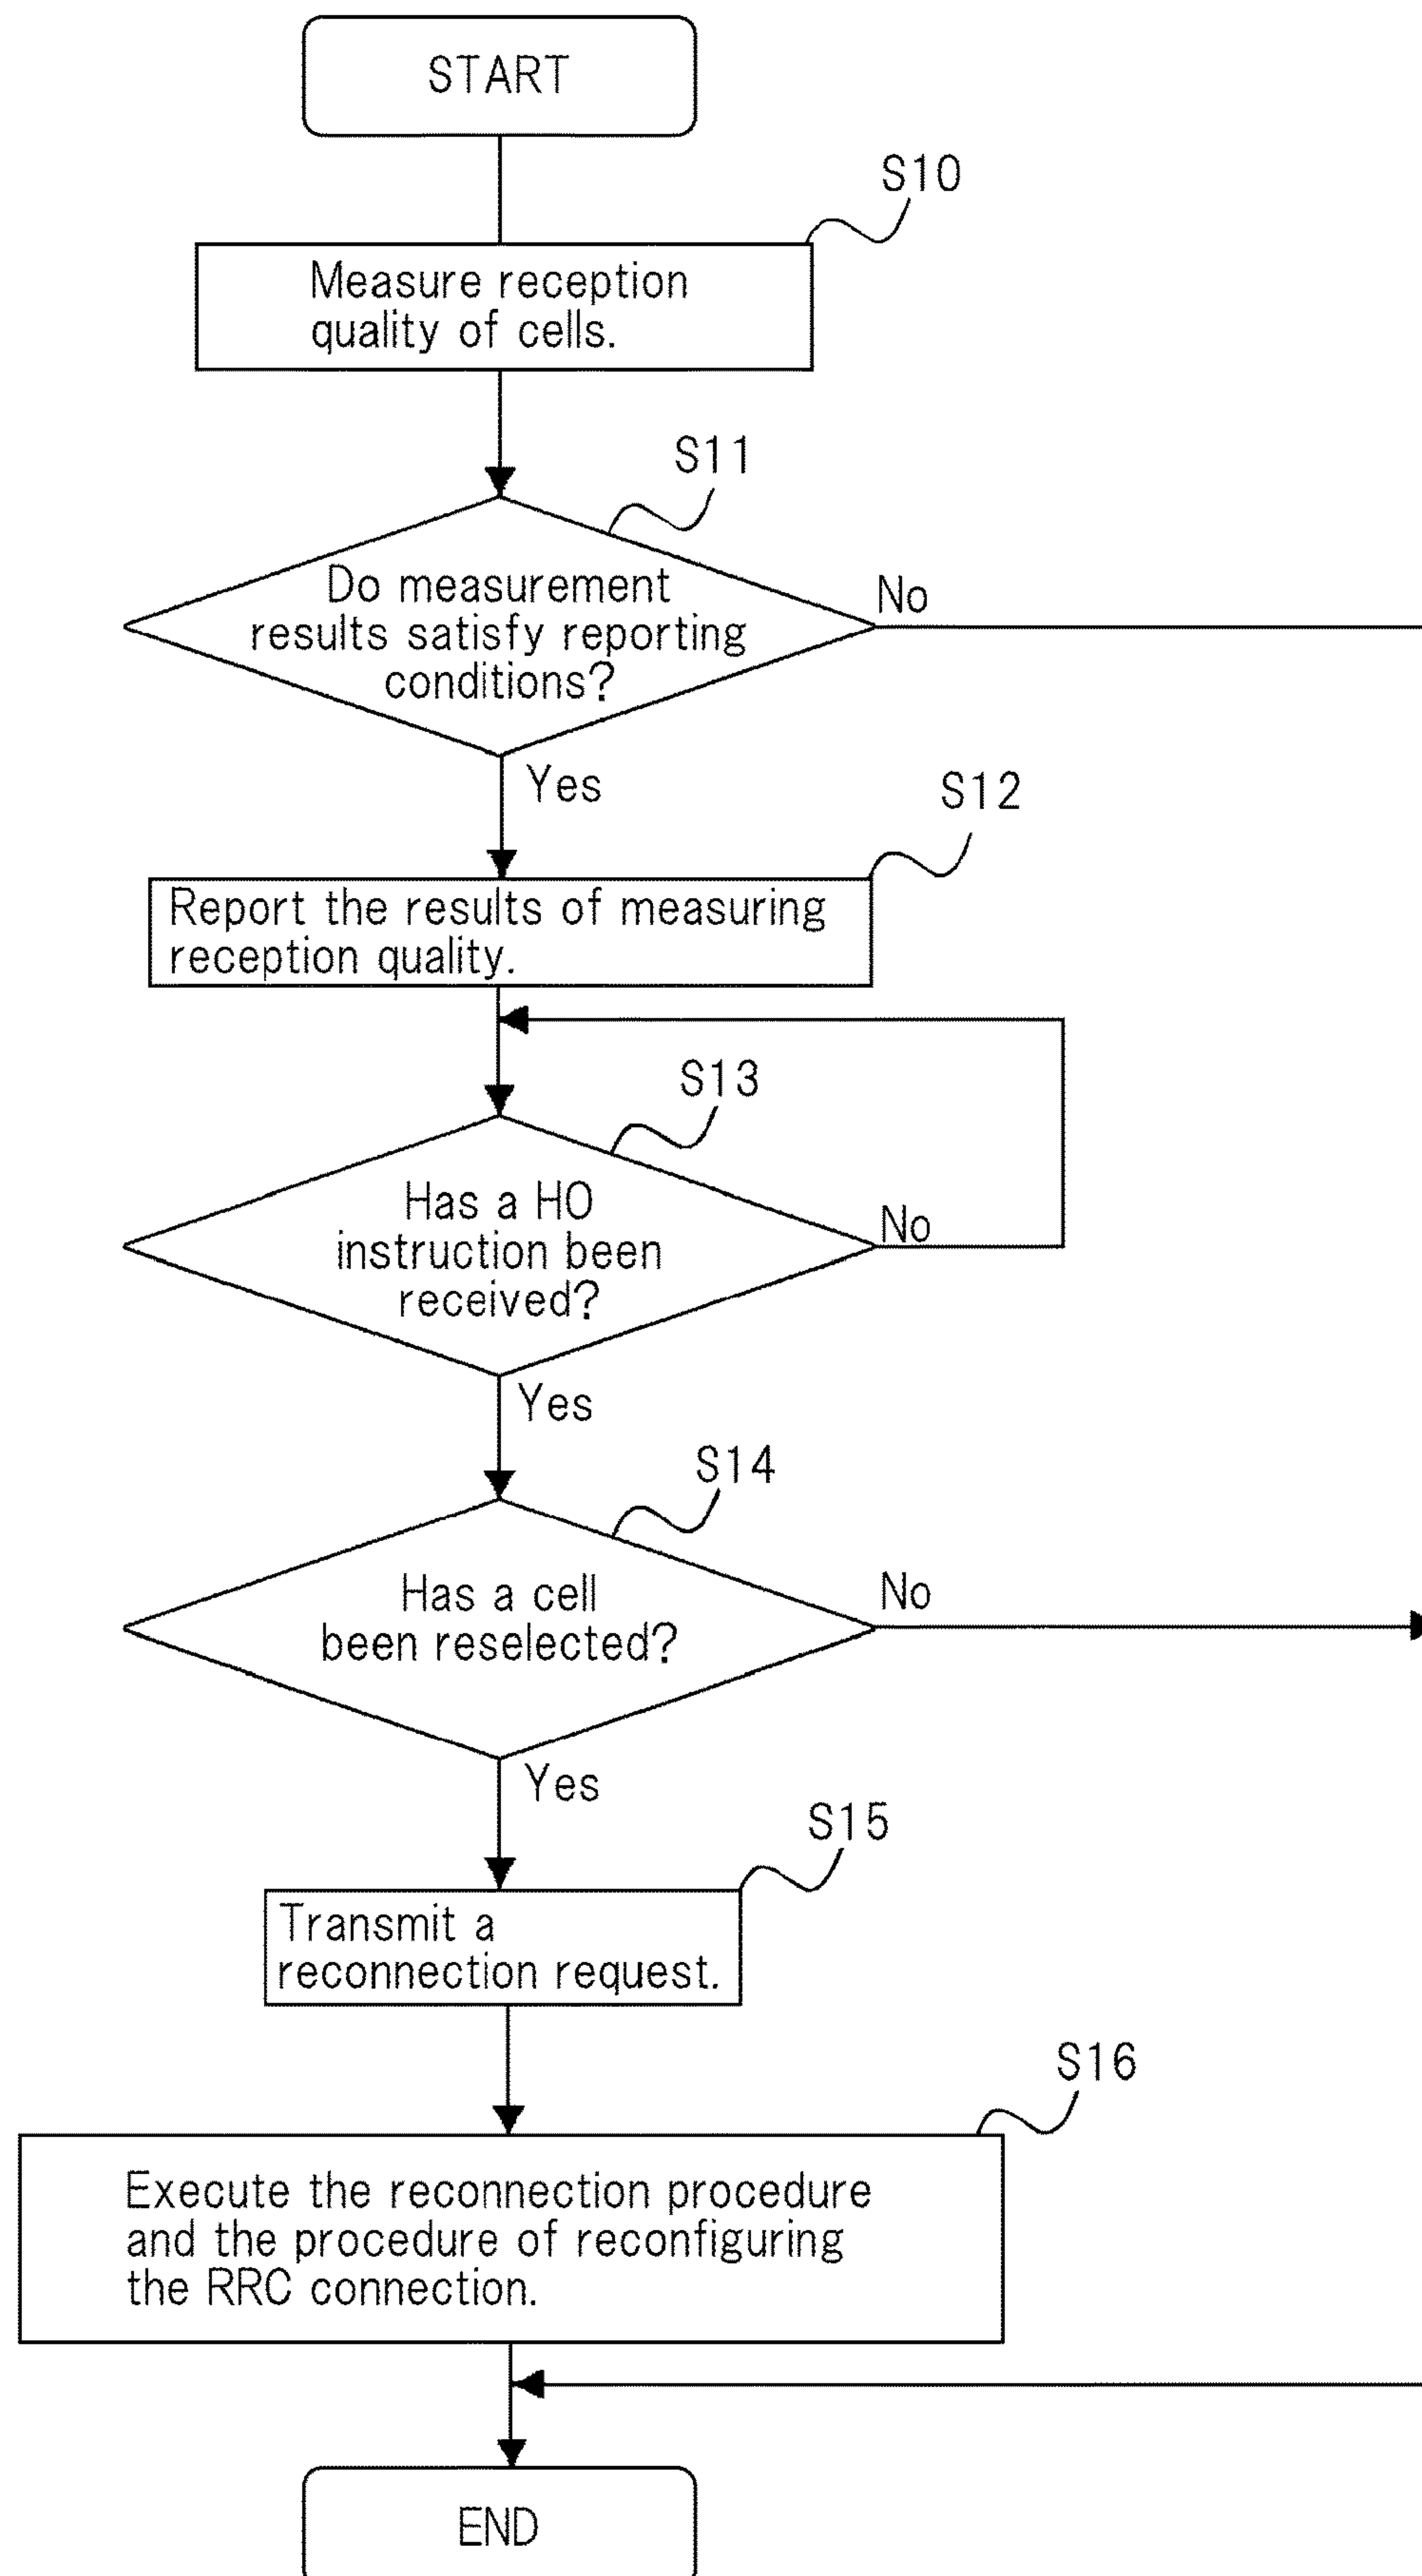 START
S10
Measure reception
quality of cells.
S11
Do measurement
results satisfy reporting
conditions?
No
Yes
S12
Report the results of measuring
reception quality.
S13
Has a HO
instruction been
received?
No
Yes
S14
Has a cell
been reselected?
No
Yes
S15
Transmit a
reconnection request.
S16
Execute the reconnection procedure
and the procedure of reconfiguring
the RRC connection.
END